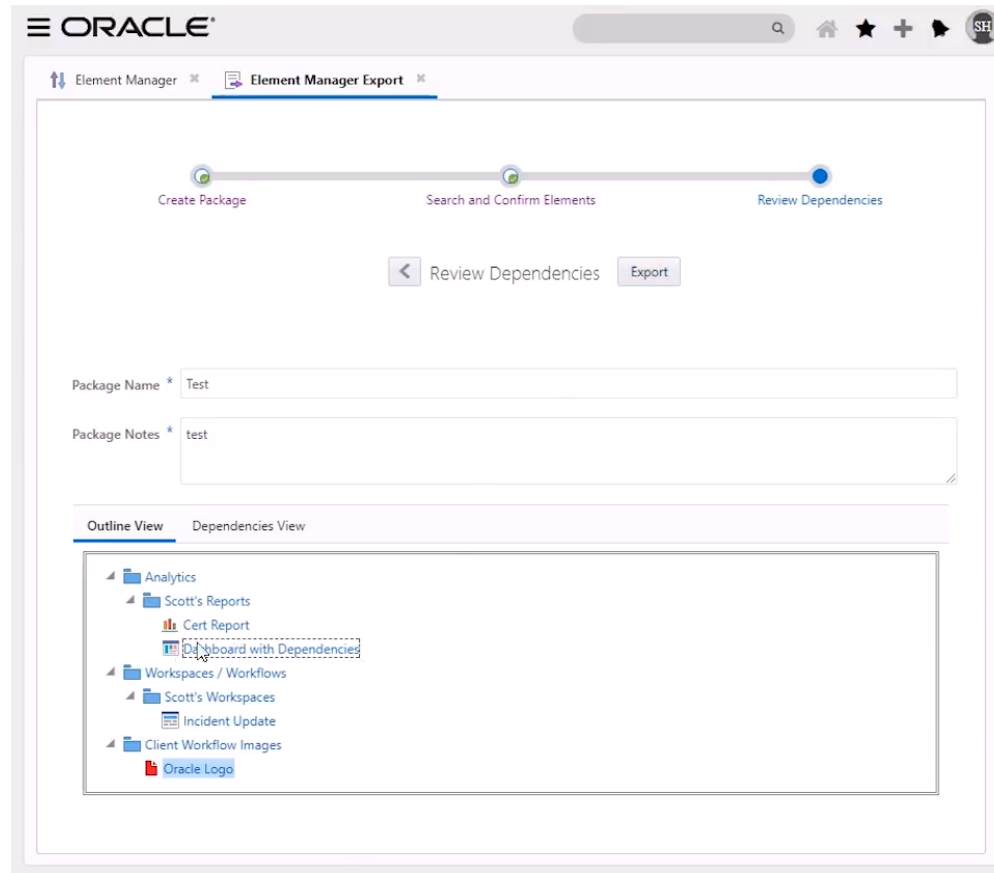 ORACLE
SH
Element Manager
Element Manager Export
Create Package
Search and Confirm Elements
Review Dependencies
Review Dependencies
Export
Package Name *
Test
Package Notes *
test
Outline View
Dependencies View
Analytics
Scott's Reports
Cert Report
Dashboard with Dependencies
Workspaces / Workflows
Scott's Workspaces
Incident Update
Client Workflow Images
Oracle Logo